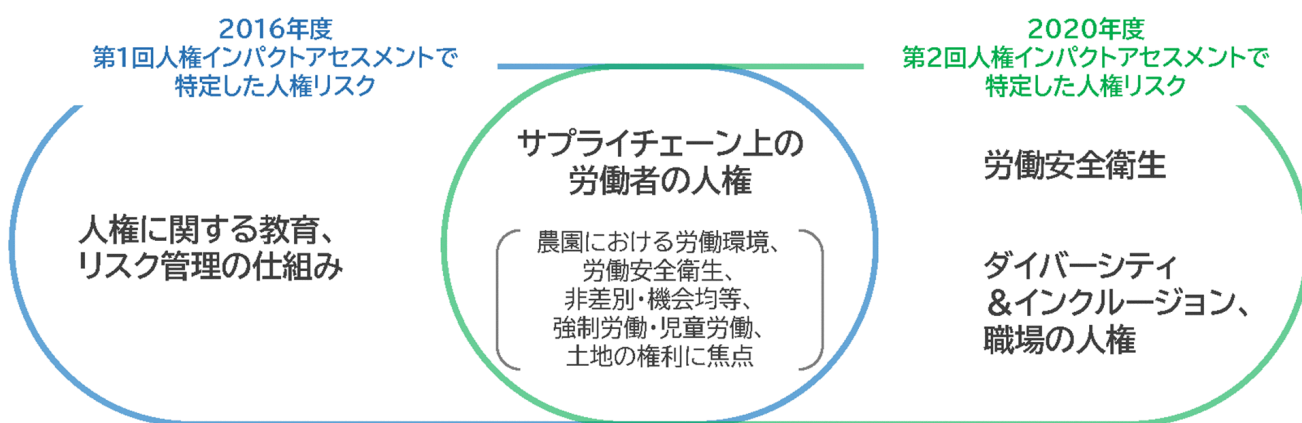 2016年度
第1回人権インパクトアセスメントで
特定した人権リスク
人権に関する教育、
リスク管理の仕組み
サプライチェーン上の
労働者の人権
農園における労働環境、
労働安全衛生、
非差別・機会均等、
強制労働・児童労働、
土地の権利に焦点
2020年度
第2回人権インパクトアセスメントで
特定した人権リスク
労働安全衛生
ダイバーシティ
＆インクルージョン、
職場の人権